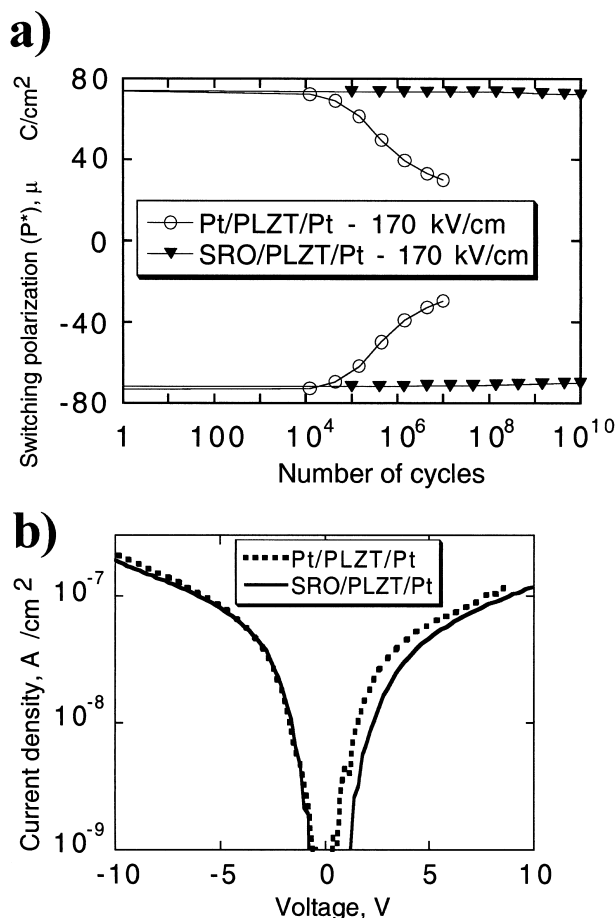 a)
Switching polarization (P*), μ C/cm2
80
40
0
-40
-80
Pt/PLZT/Pt - 170 kV/cm
SRO/PLZT/Pt - 170 kV/cm
1 100 10^4 10^6 10^8 10^10
Number of cycles
b)
Current density, A /cm2
10^-7
10^-8
10^-9
Pt/PLZT/Pt
SRO/PLZT/Pt
-10 -5 0 5 10
Voltage, V